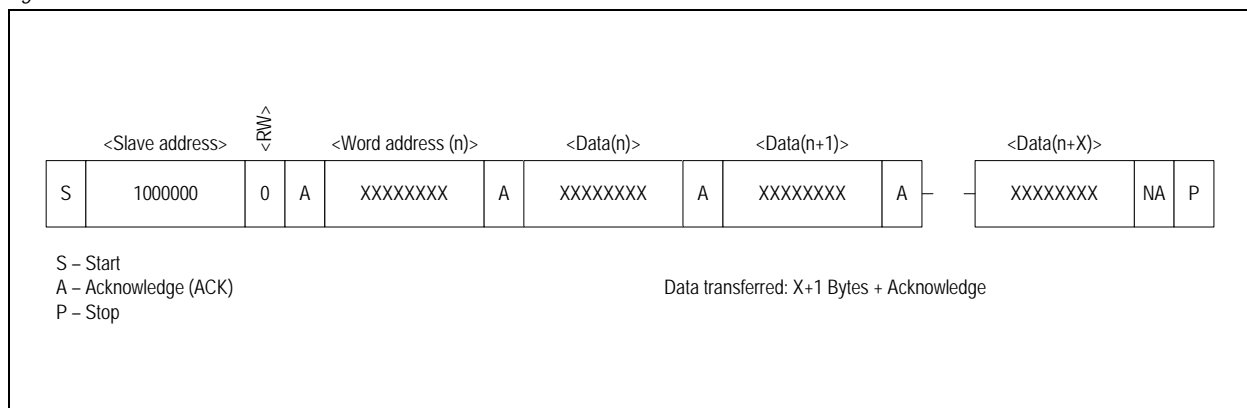 <Slave address> <RW> <Word address (n)> <Data(n)> <Data(n+1)> <Data(n+X)>
S 1000000 0 A XXXXXXXX A XXXXXXXX A XXXXXXXX A XXXXXXXX NA P
S – Start
A – Acknowledge (ACK) Data transferred: X+1 Bytes + Acknowledge
P – Stop